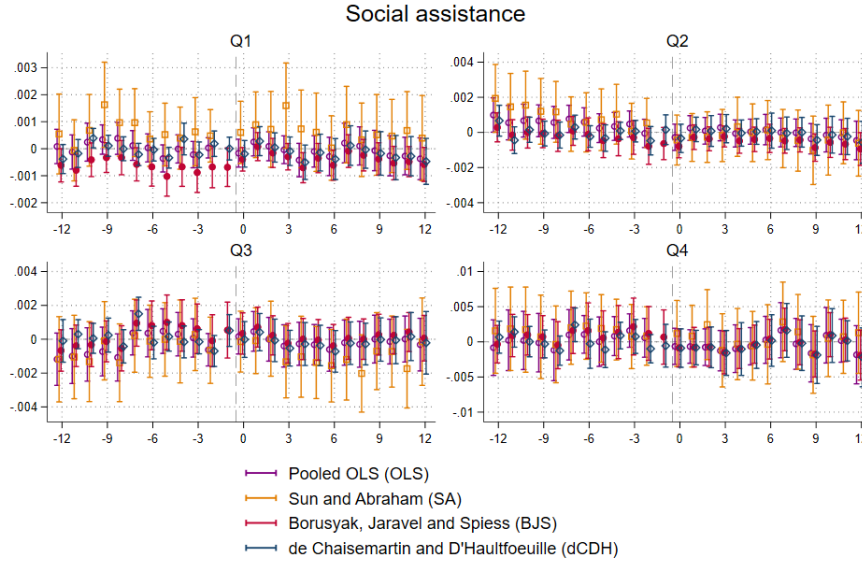 Social assistance
Q1
Q2
.003
.002
.001
0
-.001
-.002
-12 -9 -6 -3 0 3 6 9 12
.004
.002
0
-.002
-.004
-12 -9 -6 -3 0 3 6 9 12
Q3
Q4
.004
.002
0
-.002
-.004
-12 -9 -6 -3 0 3 6 9 12
.01
.005
0
-.005
-.01
-12 -9 -6 -3 0 3 6 9 12
Pooled OLS (OLS)
Sun and Abraham (SA)
Borusyak, Jaravel and Spiess (BJS)
de Chaisemartin and D'Haultfoeuille (dCDH)